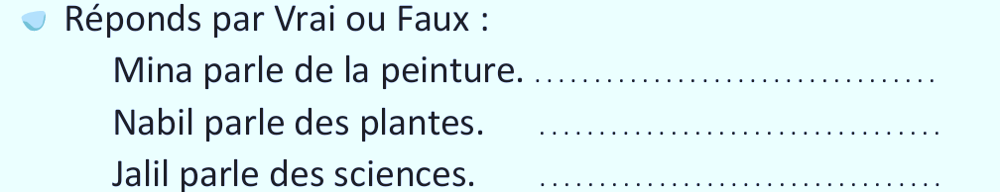 Réponds par Vrai ou Faux :
Mina parle de la peinture. ..................................
Nabil parle des plantes. ..................................
Jalil parle des sciences. ..................................